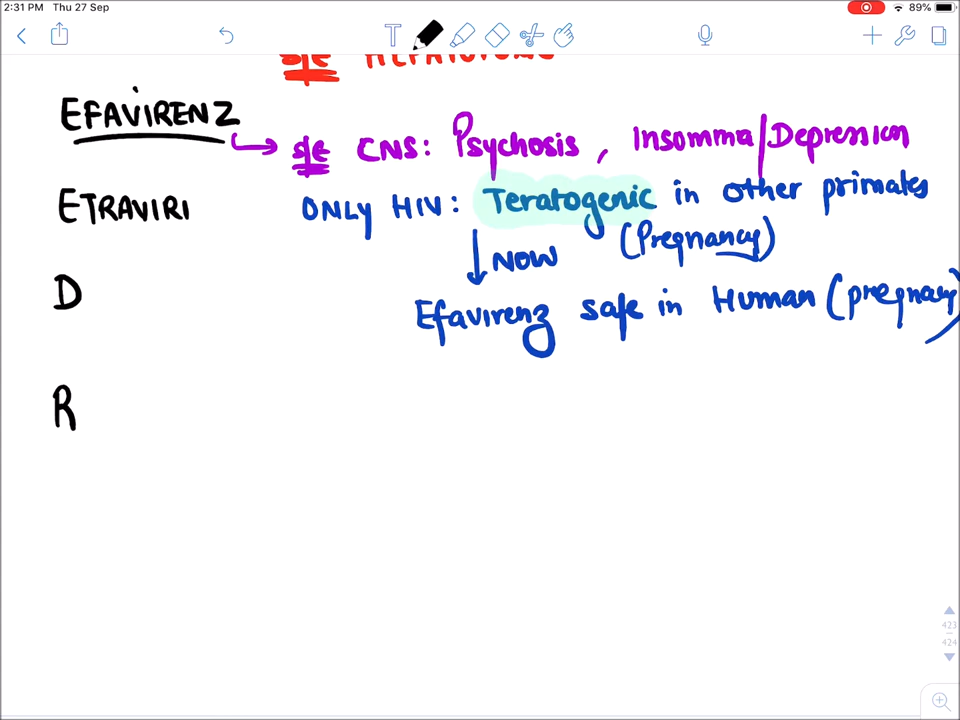 2:31 PM Thu 27 Sep 89%
T
s/e HEPATOTOXIC
EFAVIRENZ
s/e CNS: Psychosis, Insomnia/Depression
ETRAVIRI
ONLY HIV: Teratogenic in other primates
(Pregnancy)
NOW
D
Efavirenz safe in Human (pregnancy)
R
423
424